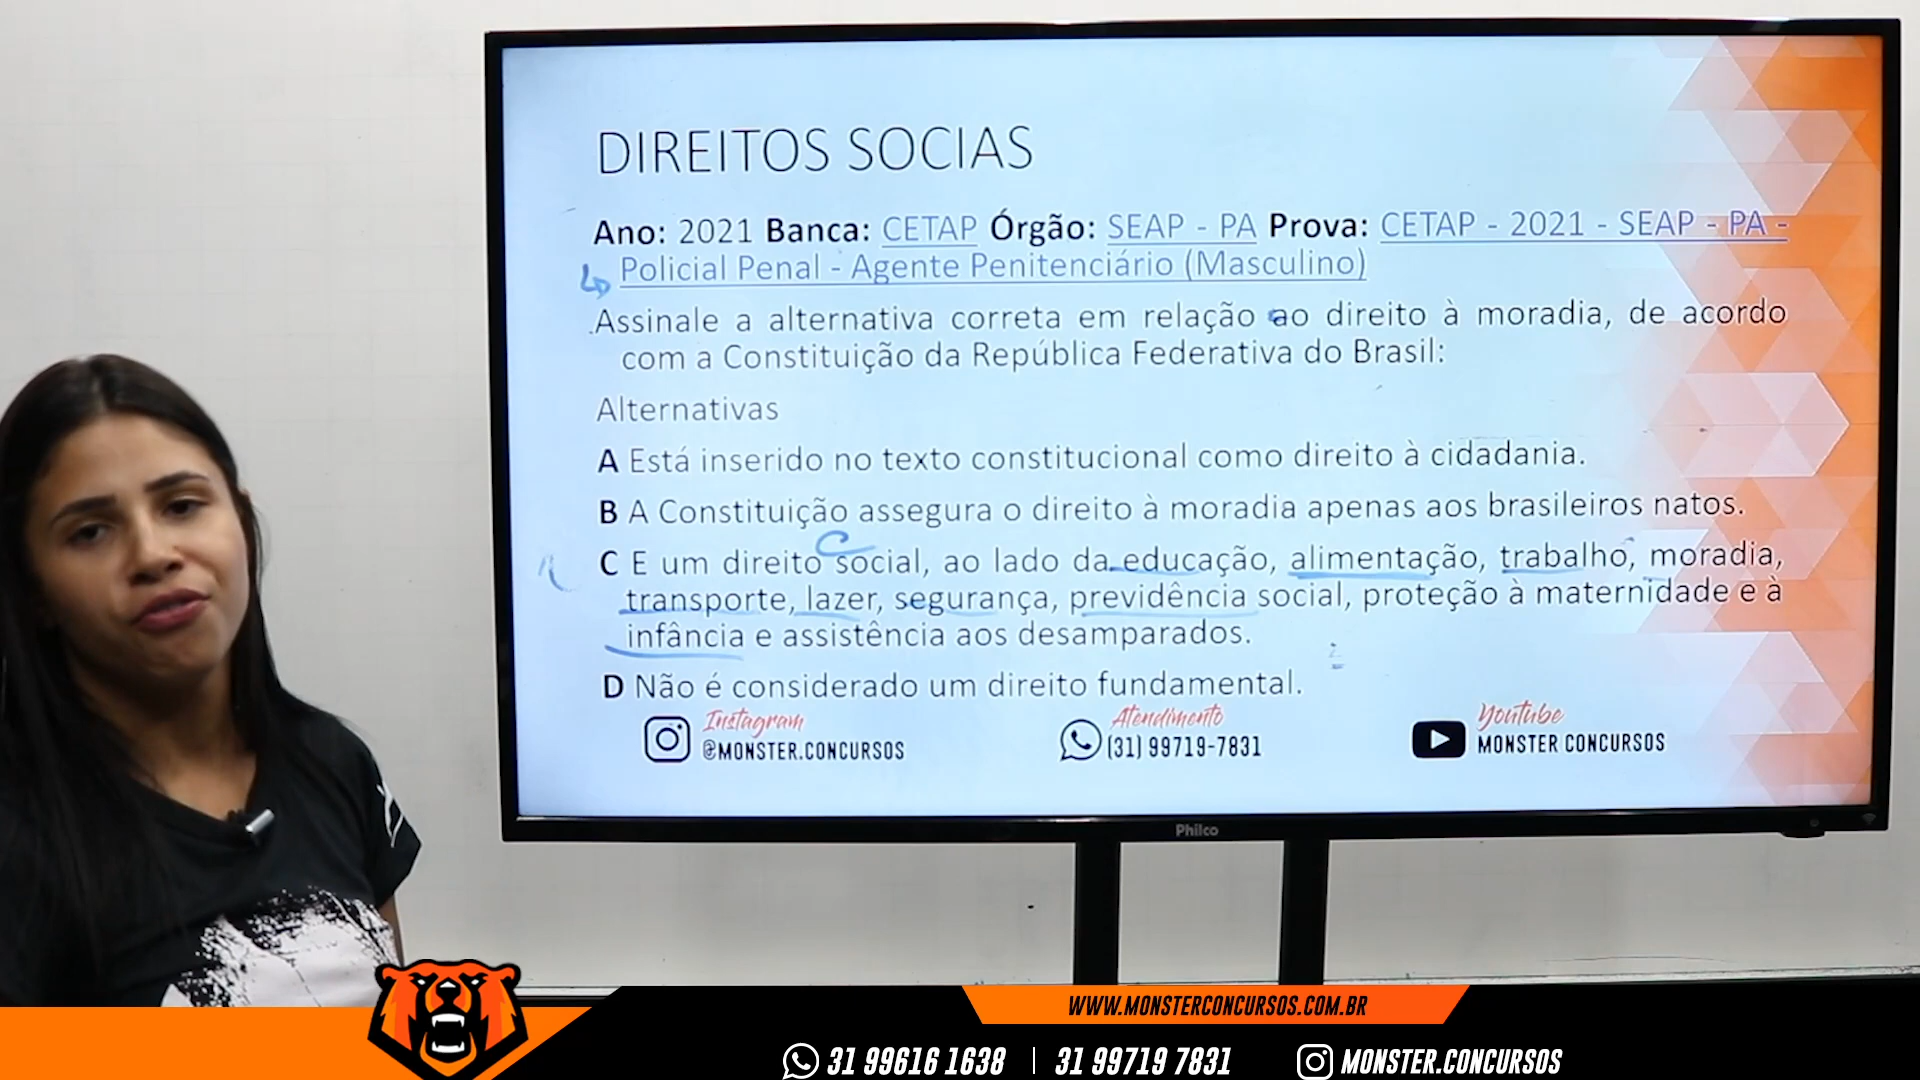 DIREITOS SOCIAS
Ano: 2021 Banca: CETAP Órgão: SEAP - PA Prova: CETAP - 2021 - SEAP - PA -
Policial Penal - Agente Penitenciário (Masculino)
Assinale a alternativa correta em relação ao direito à moradia, de acordo
com a Constituição da República Federativa do Brasil:
Alternativas
A Está inserido no texto constitucional como direito à cidadania.
B A Constituição assegura o direito à moradia apenas aos brasileiros natos.
C E um direito social, ao lado da educação, alimentação, trabalho, moradia,
transporte, lazer, segurança, previdência social, proteção à maternidade e à
infância e assistência aos desamparados.
D Não é considerado um direito fundamental.
Instagram
@MONSTER.CONCURSOS
Atendimento
(31) 99719-7831
Youtube
MONSTER CONCURSOS
Philco
WWW.MONSTERCONCURSOS.COM.BR
31 99616 1638 | 31 99719 7831
MONSTER.CONCURSOS